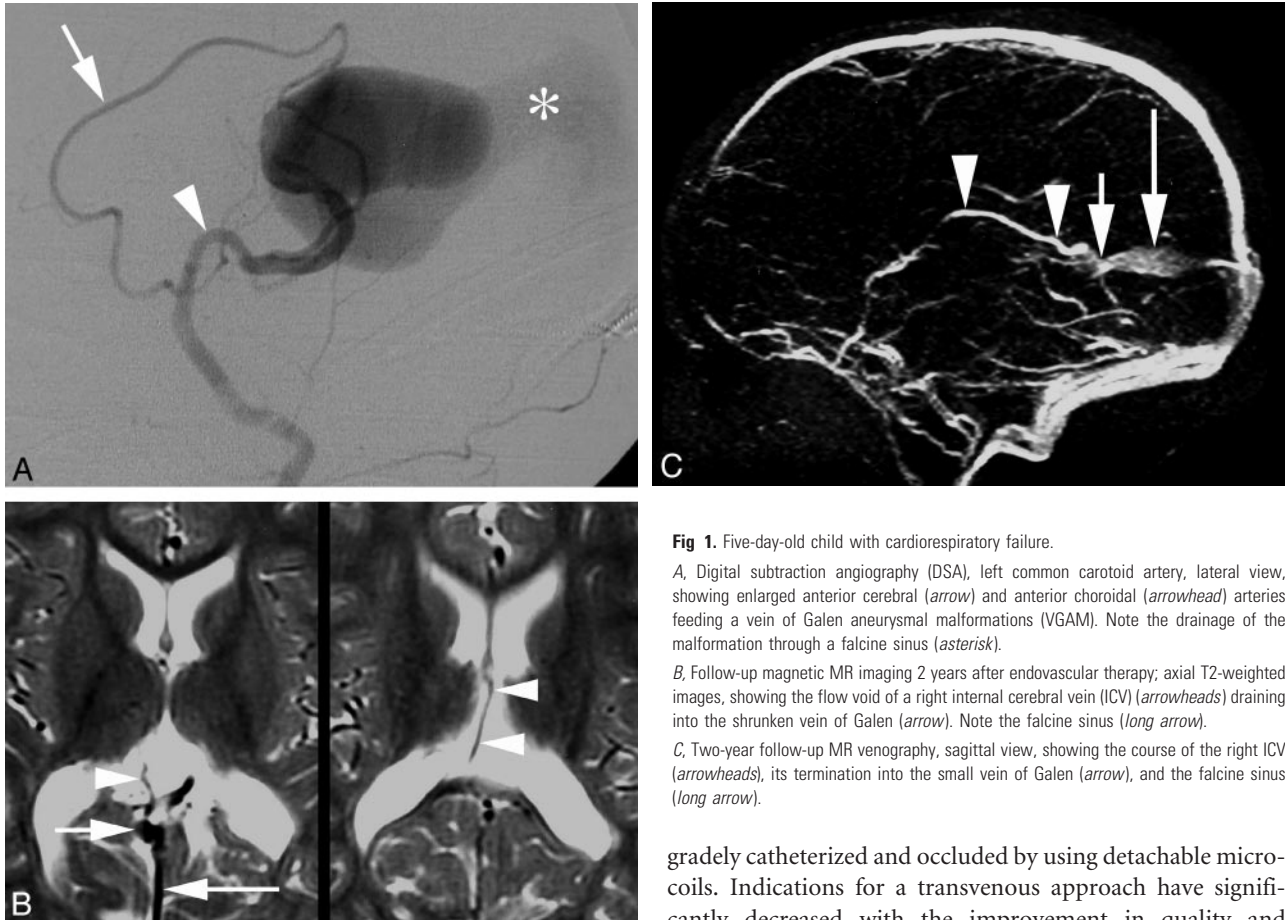 A
C
B
Fig 1. Five-day-old child with cardiorespiratory failure.
A, Digital subtraction angiography (DSA), left common carotoid artery, lateral view,
showing enlarged anterior cerebral (arrow) and anterior choroidal (arrowhead) arteries
feeding a vein of Galen aneurysmal malformations (VGAM). Note the drainage of the
malformation through a falcine sinus (asterisk).
B, Follow-up magnetic MR imaging 2 years after endovascular therapy; axial T2-weighted
images, showing the flow void of a right internal cerebral vein (ICV) (arrowheads) draining
into the shrunken vein of Galen (arrow). Note the falcine sinus (long arrow).
C, Two-year follow-up MR venography, sagittal view, showing the course of the right ICV
(arrowheads), its termination into the small vein of Galen (arrow), and the falcine sinus
(long arrow).
gradely catheterized and occluded by using detachable micro-
coils. Indications for a transvenous approach have signifi-
cantly decreased with the improvement in quality and